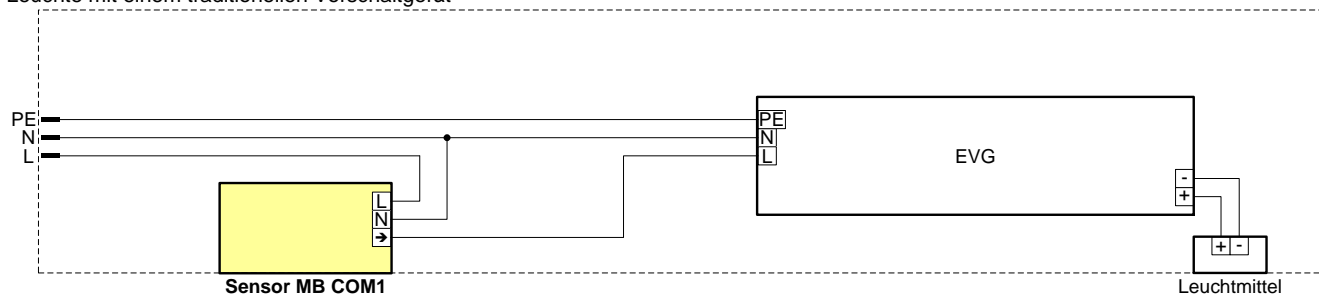 Leuchte mit einem traditionellen Vorschaltgerät
PE
N
L
PE
N
L
EVG
-
+
L
N
➔
+ -
Sensor MB COM1
Leuchtmittel